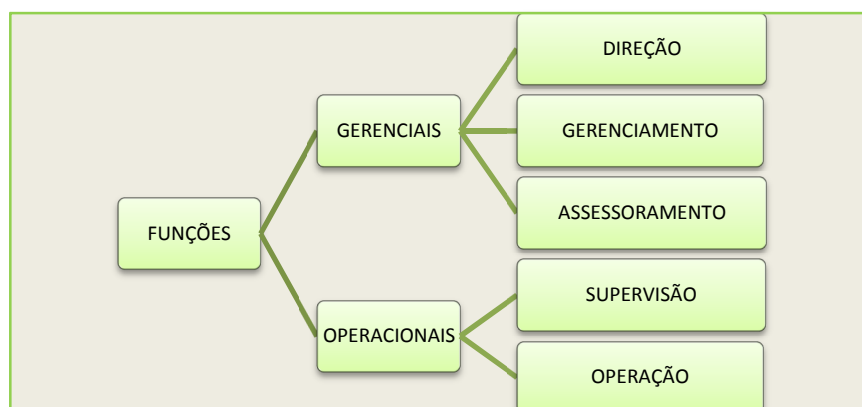 FUNÇÕES
GERENCIAIS
DIREÇÃO
GERENCIAMENTO
ASSESSORAMENTO
OPERACIONAIS
SUPERVISÃO
OPERAÇÃO